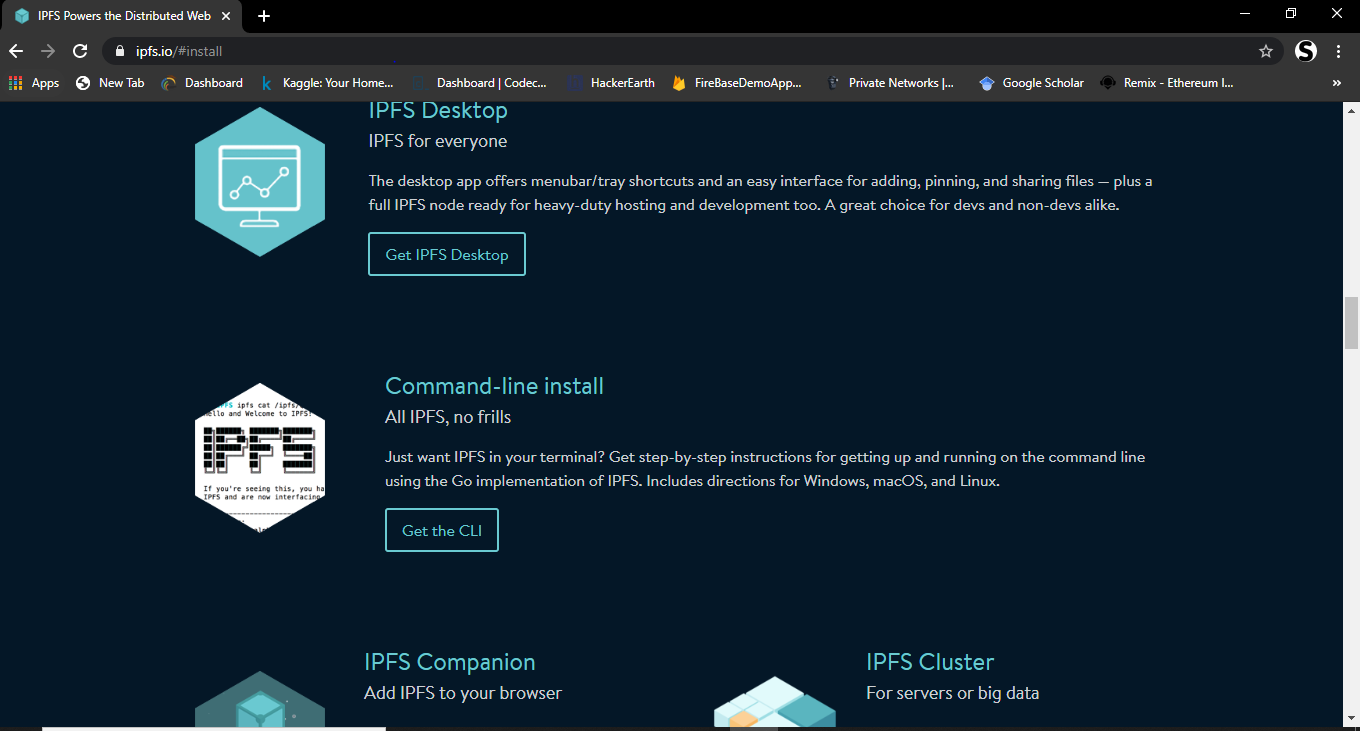 IPFS Powers the Distributed Web
ipfs.io/#install
Apps
New Tab
Dashboard
Kaggle: Your Home...
Dashboard | Codec...
HackerEarth
FireBaseDemoApp...
Private Networks |...
Google Scholar
Remix - Ethereum I...
»
IPFS Desktop
IPFS for everyone
The desktop app offers menubar/tray shortcuts and an easy interface for adding, pinning, and sharing files — plus a
full IPFS node ready for heavy-duty hosting and development too. A great choice for devs and non-devs alike.
Get IPFS Desktop
ipfs cat /ipfs/
ello and Welcome to IPFS!
IPFS
If you're seeing this, you ha
IPFS and are now interfacing
Command-line install
All IPFS, no frills
Just want IPFS in your terminal? Get step-by-step instructions for getting up and running on the command line
using the Go implementation of IPFS. Includes directions for Windows, macOS, and Linux.
Get the CLI
IPFS Companion
Add IPFS to your browser
IPFS Cluster
For servers or big data